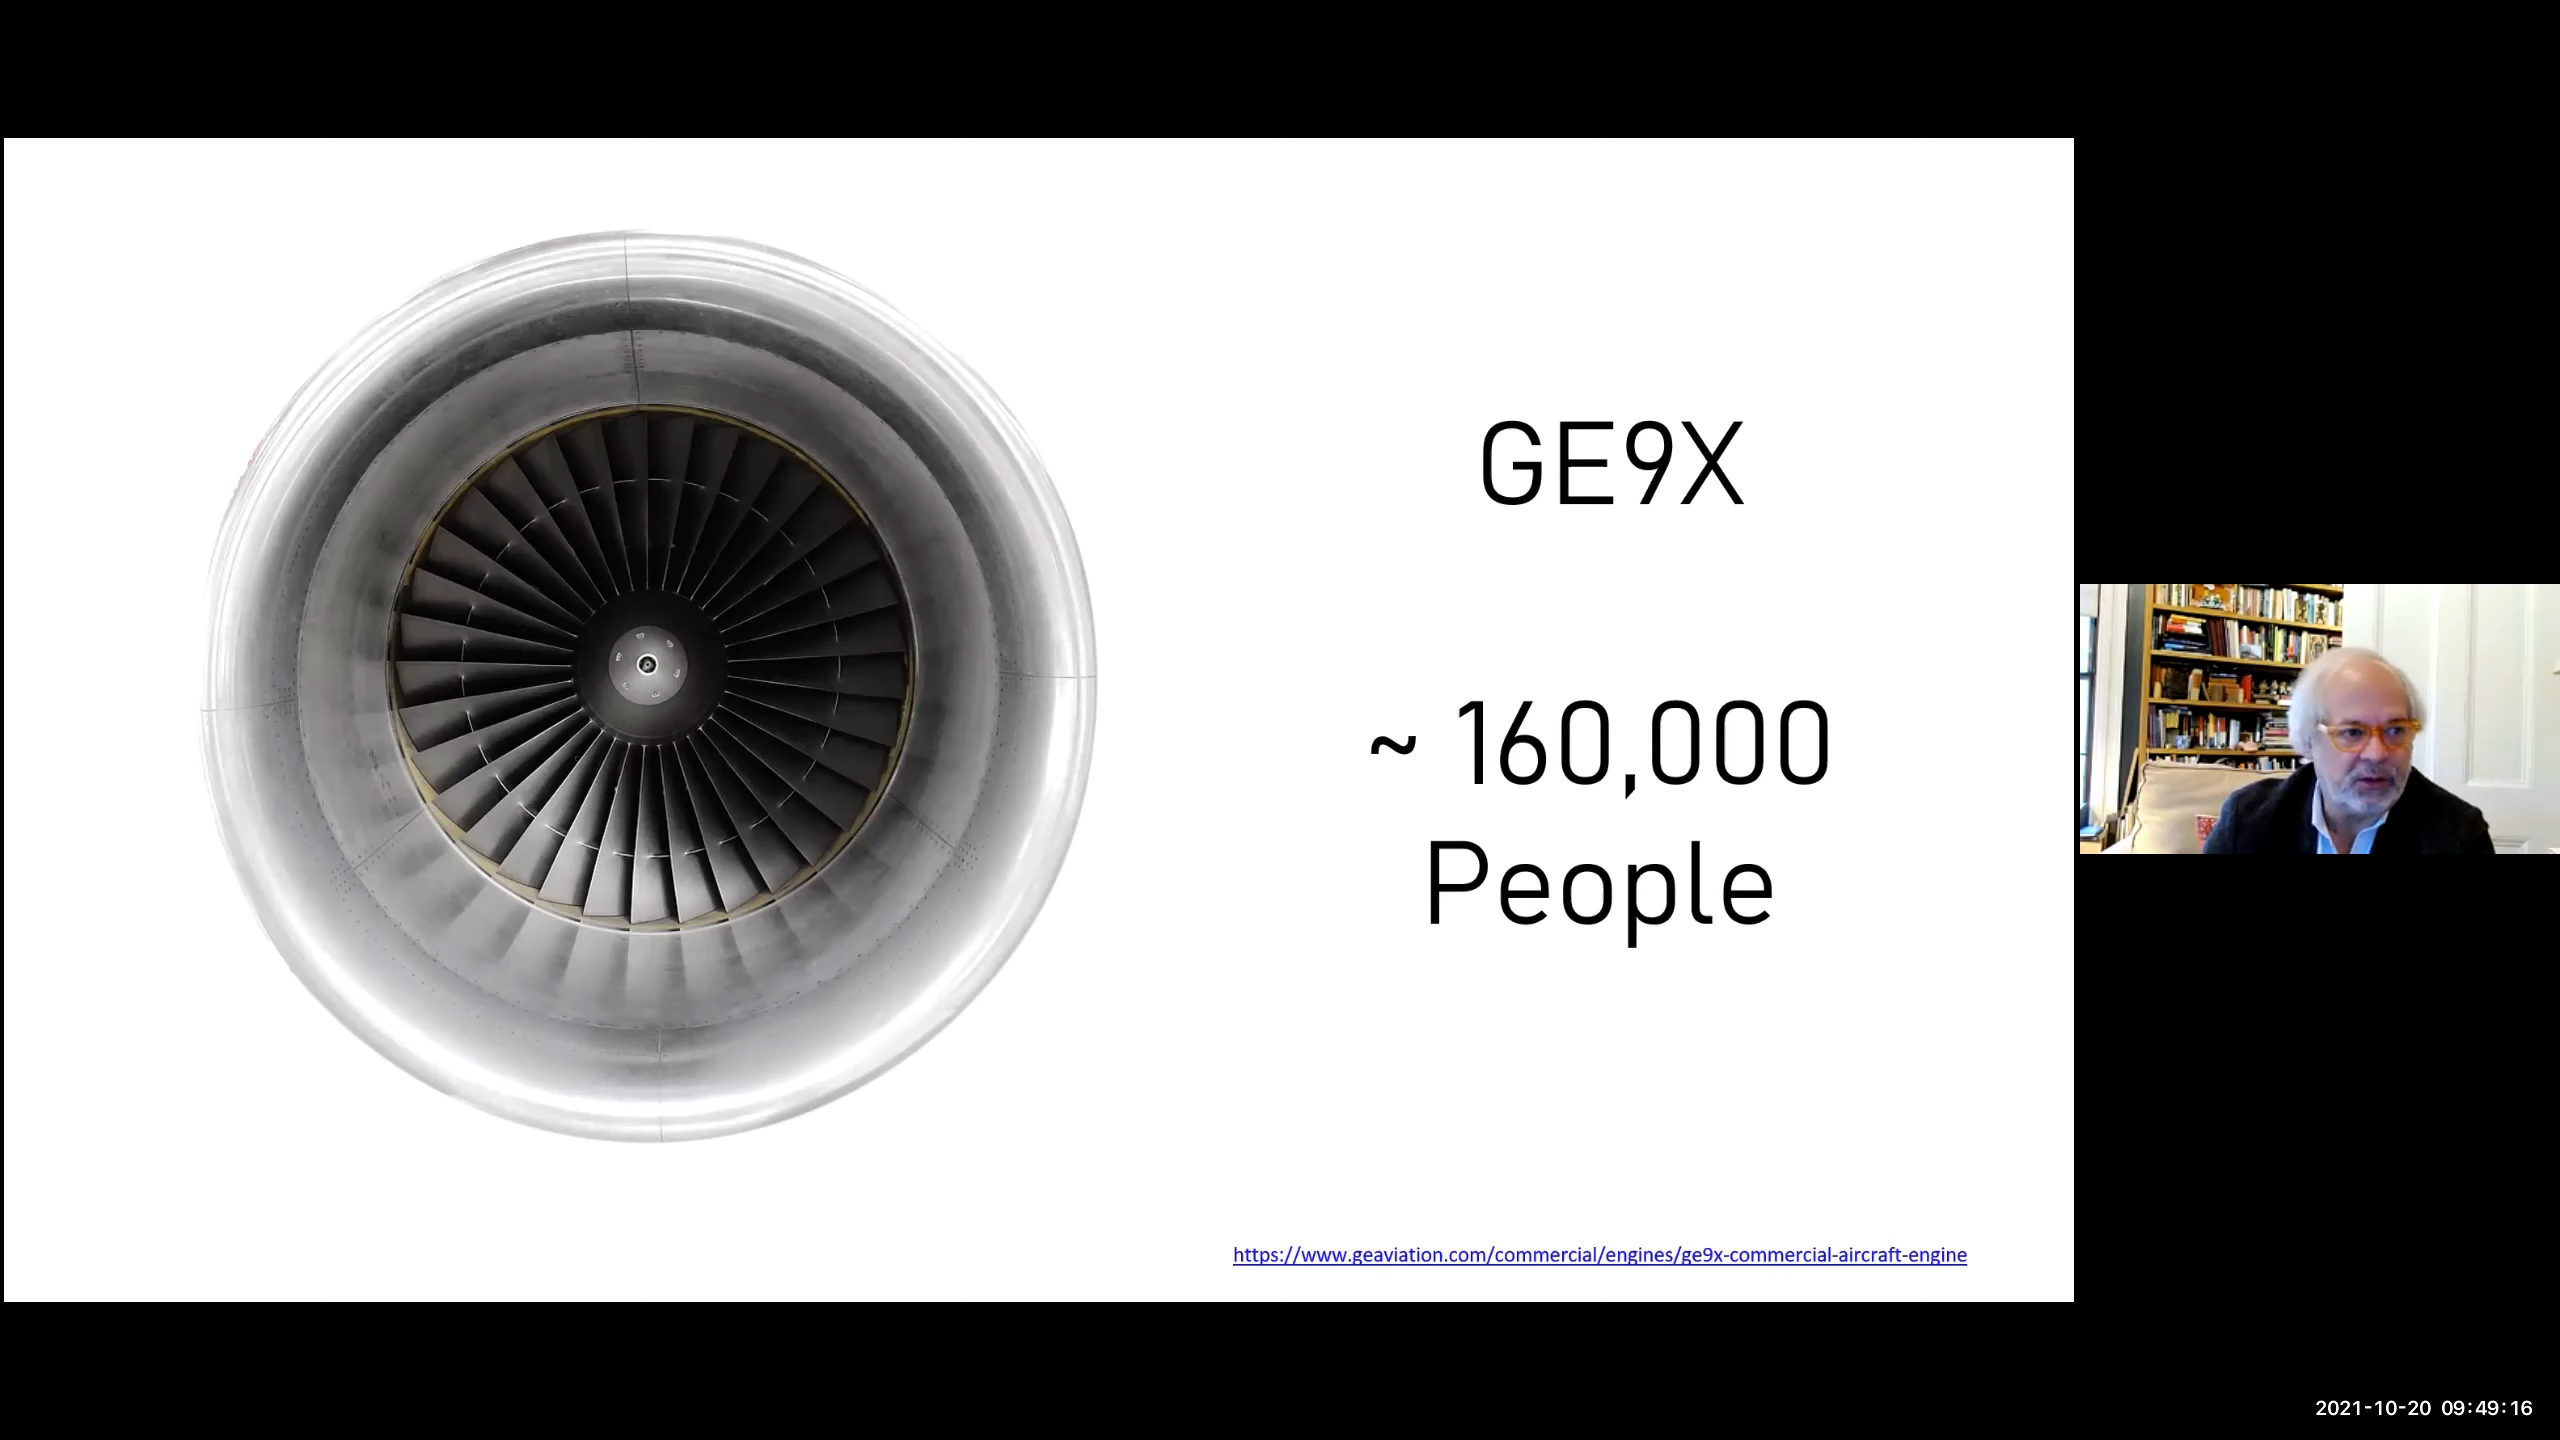 GE9X
~ 160,000
People
https://www.geaviation.com/commercial/engines/ge9x-commercial-aircraft-engine
2021-10-20 09:49:16